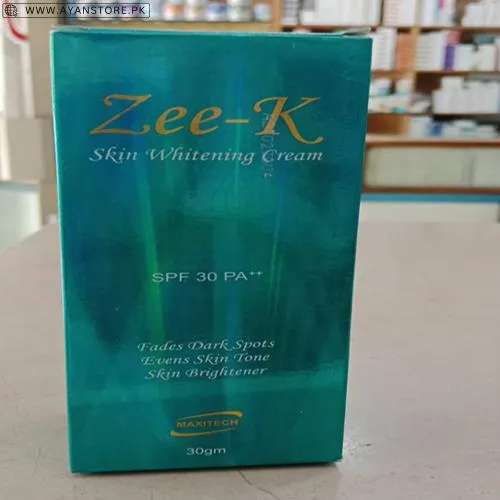 WWW.AYANSTORE.PK
Zee-K
Skin Whitening Cream
SPF 30 PA++
Fades Dark Spots
Evens Skin Tone
Skin Brightener
MAXITECH
30gm